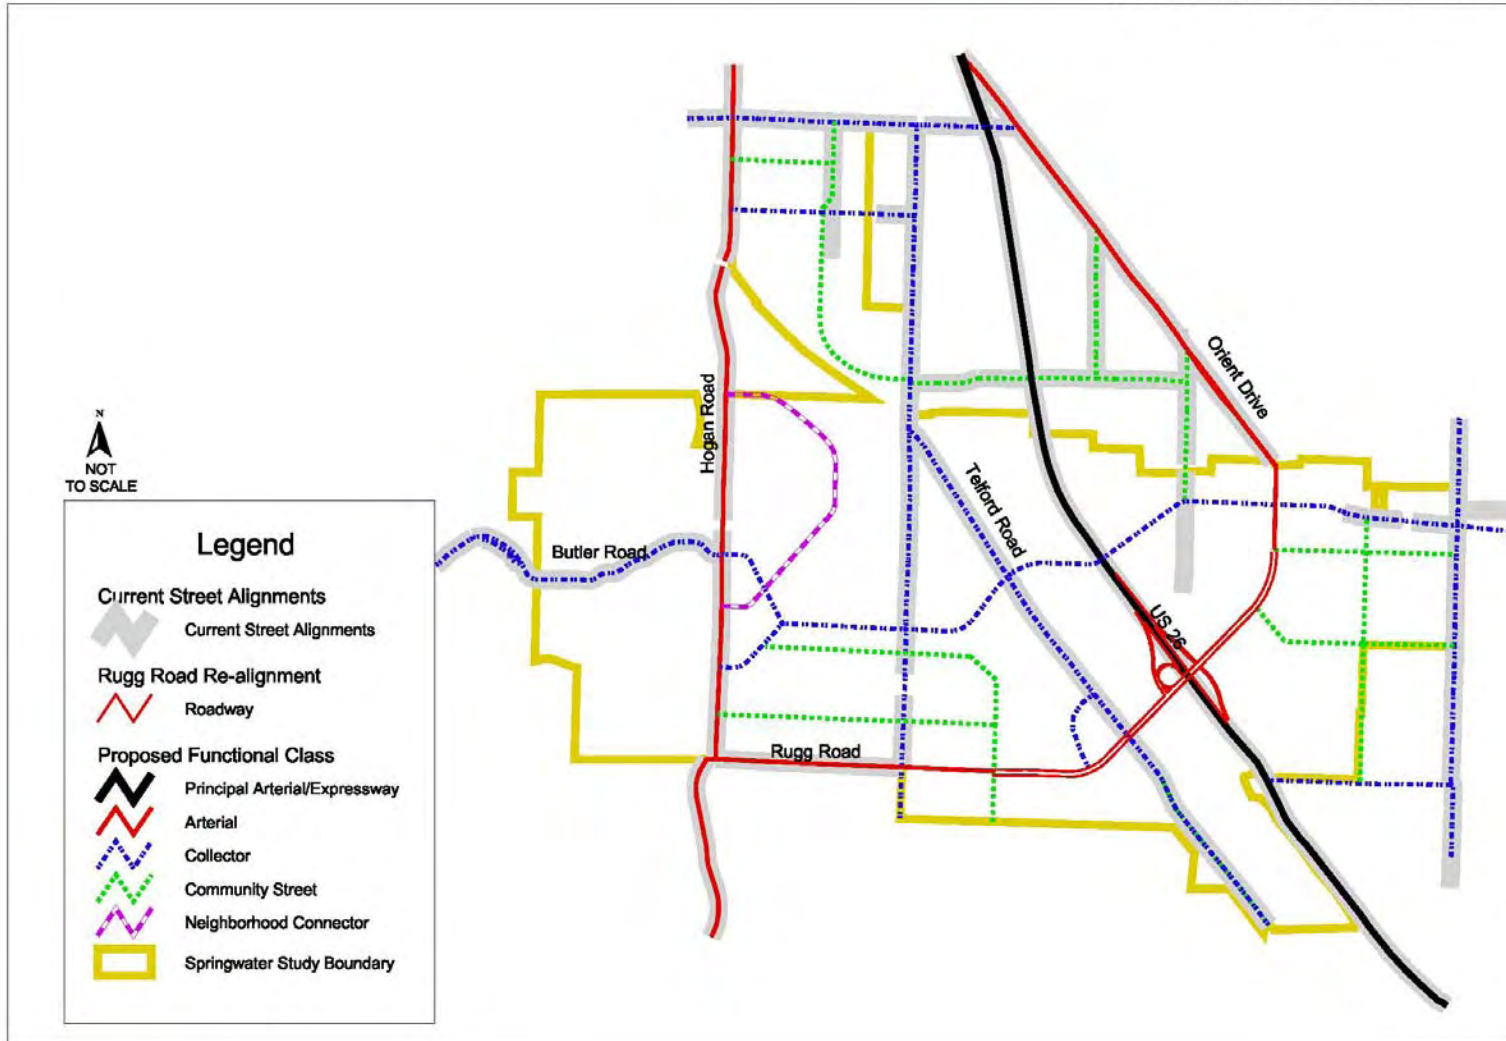 Orient Drive
Hogan Road
Telford Road
Butler Road
US 26
Rugg Road
N
NOT
TO SCALE
Legend
Current Street Alignments
Current Street Alignments
Rugg Road Re-alignment
Roadway
Proposed Functional Class
Principal Arterial/Expressway
Arterial
Collector
Community Street
Neighborhood Connector
Springwater Study Boundary